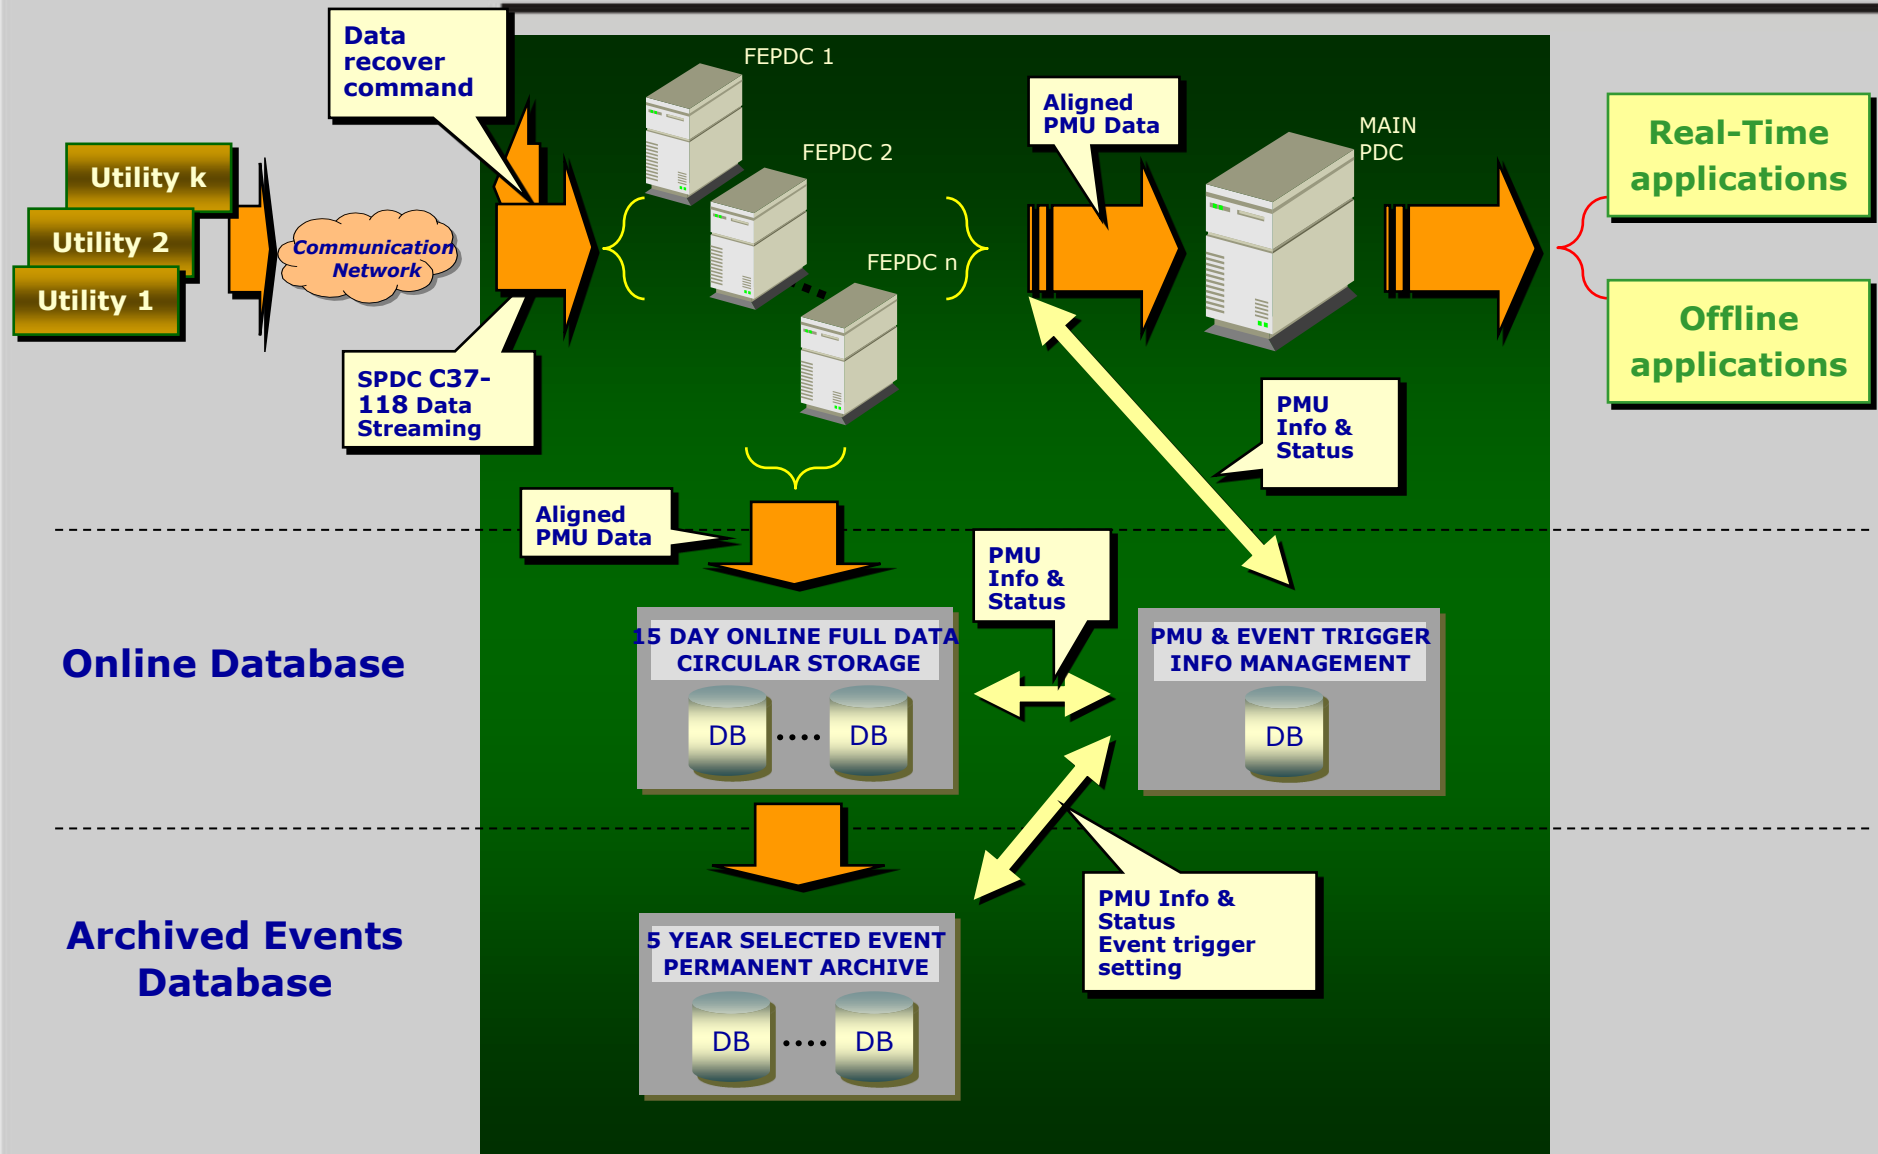 Data
recover
command
FEPDC 1
Aligned
PMU Data
MAIN
PDC
Real-Time
applications
FEPDC 2
Utility k
Utility 2
Utility 1
Communication
Network
FEPDC n
Offline
applications
SPDC C37-
118 Data
Streaming
PMU
Info &
Status
Aligned
PMU Data
PMU
Info &
Status
Online Database
15 DAY ONLINE FULL DATA
CIRCULAR STORAGE
DB .... DB
PMU & EVENT TRIGGER
INFO MANAGEMENT
DB
Archived Events
Database
5 YEAR SELECTED EVENT
PERMANENT ARCHIVE
DB .... DB
PMU Info &
Status
Event trigger
setting